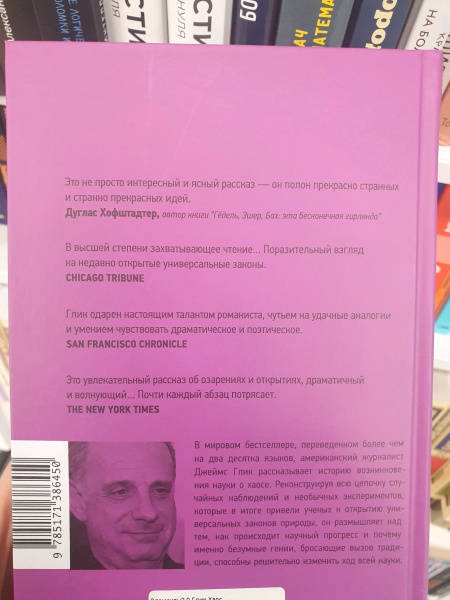 Это не просто интересный и ясный рассказ — он полон прекрасно странных
и странно прекрасных идей.
Дуглас Хофштадтер, автор книги "Гёдель, Эшер, Бах: эта бесконечная гирлянда"
В высшей степени захватывающее чтение... Поразительный взгляд
на недавно открытые универсальные законы.
CHICAGO TRIBUNE
Глик одарен настоящим талантом романиста, чутьем на удачные аналогии
и умением чувствовать драматическое и поэтическое.
SAN FRANCISCO CHRONICLE
Это увлекательный рассказ об озарениях и открытиях, драматичный
и волнующий... Почти каждый абзац потрясает.
THE NEW YORK TIMES
В мировом бестселлере, переведенном более чем
на два десятка языков, американский журналист
Джеймс Глик рассказывает историю возникнове-
ния науки о хаосе. Реконструируя всю цепочку слу-
чайных наблюдений и необычных экспериментов,
которые в итоге привели ученых к открытию уни-
версальных законов природы, он размышляет над
тем, как происходит научный прогресс и почему
именно безумные гении, бросающие вызов тради-
ции, способны решительно изменить ход всей науки.
9 785171 386450